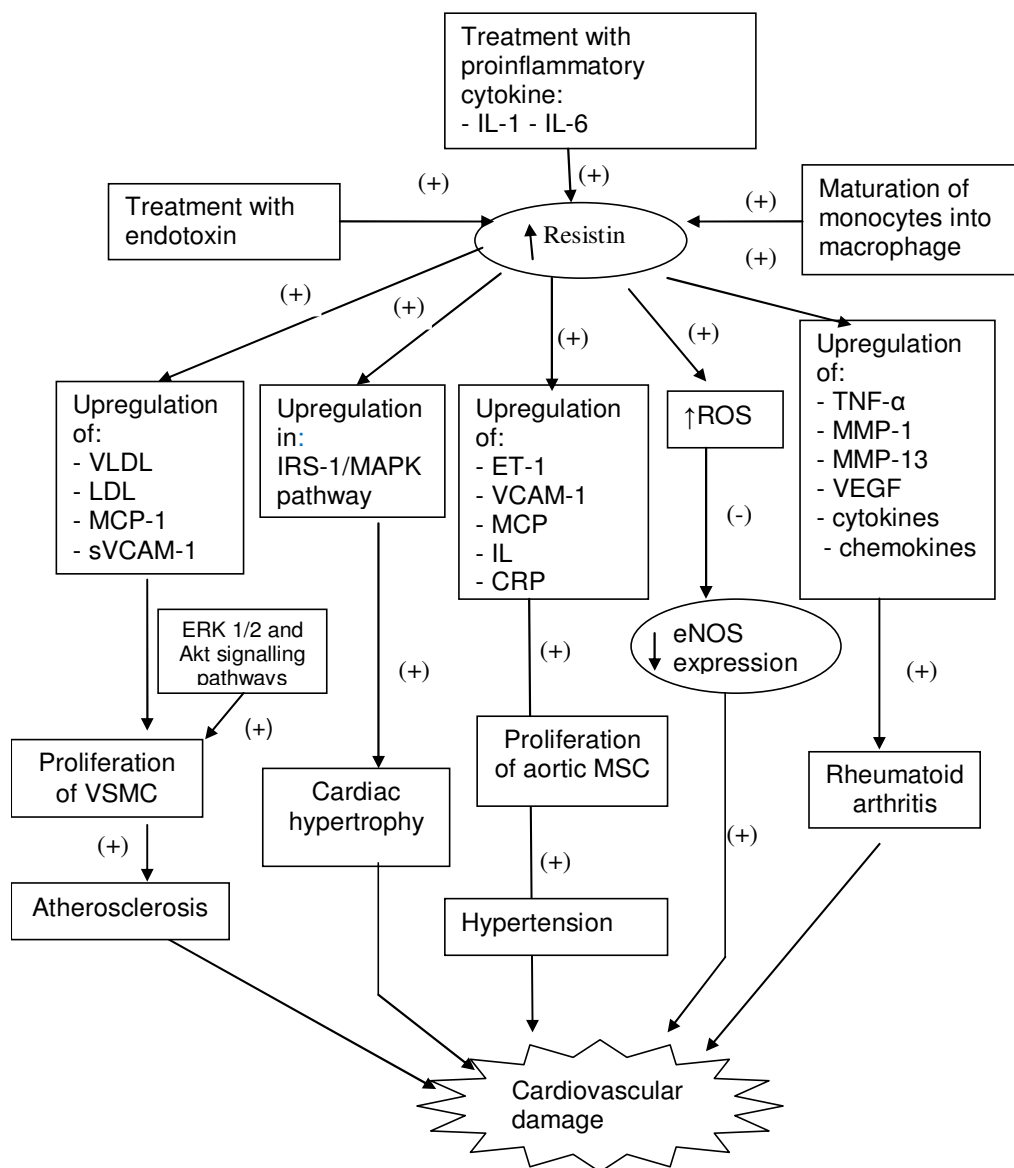 Treatment with
proinflammatory
cytokine:
- IL-1 - IL-6
(+)
(+)
Treatment with
endotoxin
(+)
Maturation of
monocytes into
macrophage
↑ Resistin
(+)
(+)
(+)
(+)
(+)
Upregulation
of:
- VLDL
- LDL
- MCP-1
- sVCAM-1
Upregulation
in:
IRS-1/MAPK
pathway
Upregulation
of:
- ET-1
- VCAM-1
- MCP
- IL
- CRP
↑ROS
Upregulation
of:
- TNF-α
- MMP-1
- MMP-13
- VEGF
- cytokines
- chemokines
(-)
ERK 1/2 and
Akt signalling
pathways
(+)
(+)
(+)
↓ eNOS
expression
(+)
Proliferation
of VSMC
Cardiac
hypertrophy
Proliferation
of aortic MSC
Rheumatoid
arthritis
(+)
(+)
(+)
Atherosclerosis
Hypertension
Cardiovascular
damage